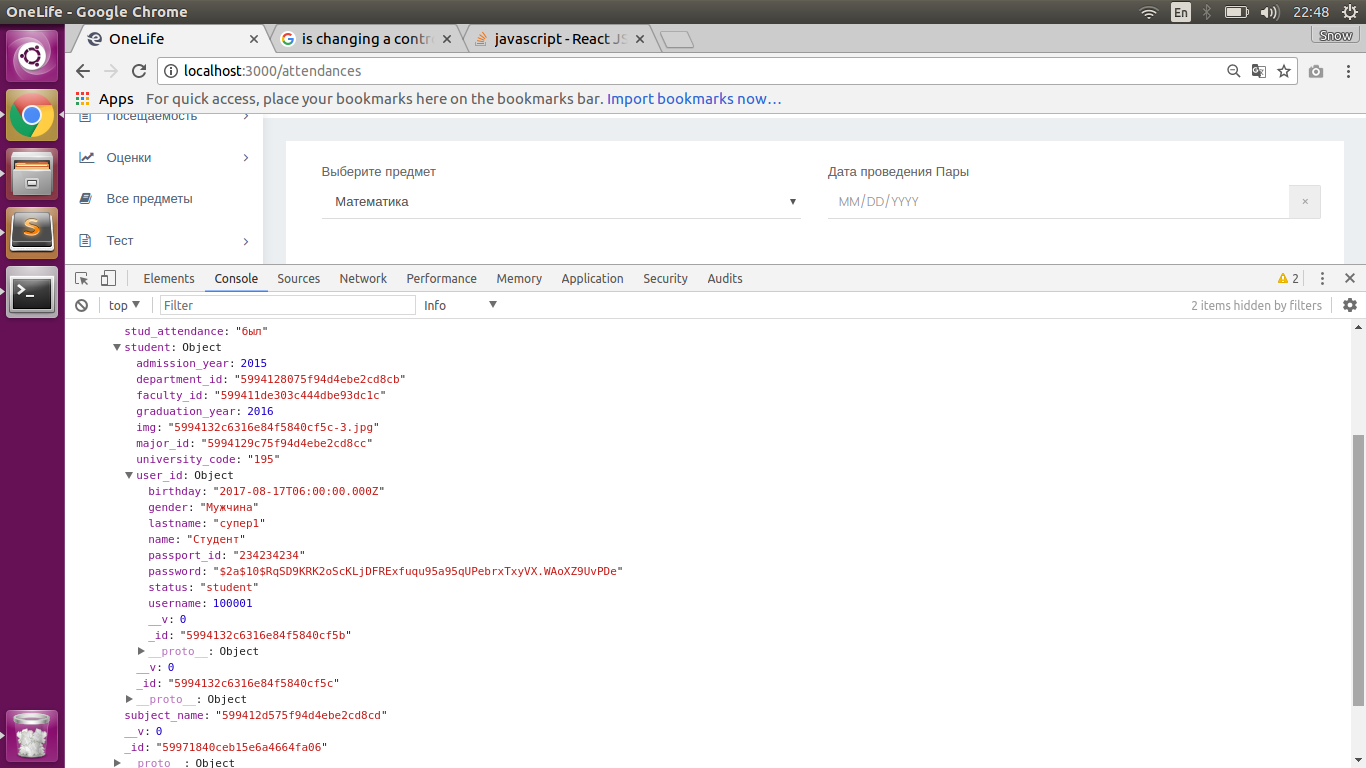 OneLife - Google Chrome
En
22:48
OneLife
is changing a contr
javascript - React JS
Snow
localhost:3000/attendances
Apps
For quick access, place your bookmarks here on the bookmarks bar. Import bookmarks now…
Посещаемость
Оценки
Все предметы
Тест
Выберите предмет
Математика
Дата проведения Пары
MM/DD/YYYY
×
Elements Console Sources Network Performance Memory Application Security Audits
2
top
Filter
Info
2 items hidden by filters
stud_attendance: "был"
student: Object
admission_year: 2015
department_id: "5994128075f94d4ebe2cd8cb"
faculty_id: "599411de303c444dbe93dc1c"
graduation_year: 2016
img: "5994132c6316e84f5840cf5c-3.jpg"
major_id: "5994129c75f94d4ebe2cd8cc"
university_code: "195"
user_id: Object
birthday: "2017-08-17T06:00:00.000Z"
gender: "Мужчина"
lastname: "супер1"
name: "Студент"
passport_id: "234234234"
password: "$2a$10$RqSD9KRK2oScKLjDFRExfuqu95a95qUPebrxTxyVX.WAoXZ9UvPDe"
status: "student"
username: 100001
__v: 0
_id: "5994132c6316e84f5840cf5b"
__proto__: Object
__v: 0
_id: "5994132c6316e84f5840cf5c"
__proto__: Object
subject_name: "599412d575f94d4ebe2cd8cd"
__v: 0
_id: "59971840ceb15e6a4664fa06"
__proto__: Object